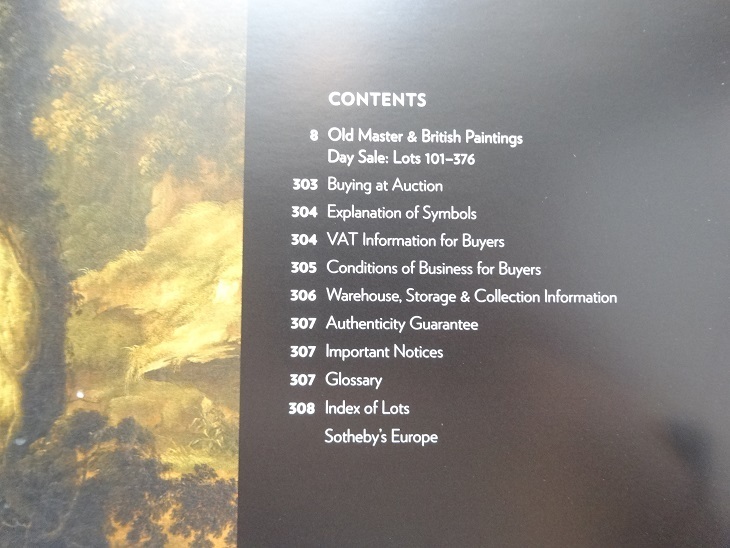 CONTENTS
8 Old Master & British Paintings
Day Sale: Lots 101–376
303 Buying at Auction
304 Explanation of Symbols
304 VAT Information for Buyers
305 Conditions of Business for Buyers
306 Warehouse, Storage & Collection Information
307 Authenticity Guarantee
307 Important Notices
307 Glossary
308 Index of Lots
Sotheby's Europe